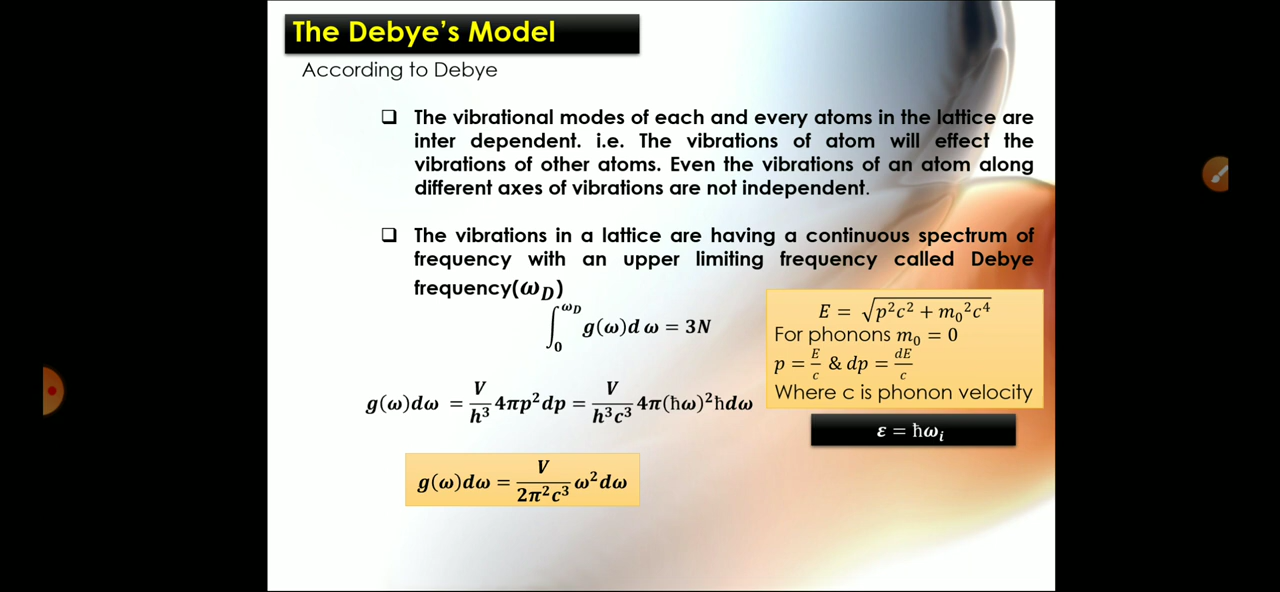 The Debye's Model
According to Debye
❑ The vibrational modes of each and every atoms in the lattice are
inter dependent. i.e. The vibrations of atom will effect the
vibrations of other atoms. Even the vibrations of an atom along
different axes of vibrations are not independent.
❑ The vibrations in a lattice are having a continuous spectrum of
frequency with an upper limiting frequency called Debye
frequency(ω_D)
∫₀^{ω_D} g(ω)d ω = 3N
g(ω)dω = V/h³ 4πp²dp = V/(h³c³) 4π(ħω)²ħdω
g(ω)dω = V/(2π²c³) ω²dω
E = √(p²c² + m₀²c⁴)
For phonons m₀ = 0
p = E/c & dp = dE/c
Where c is phonon velocity
ε = ħω_i